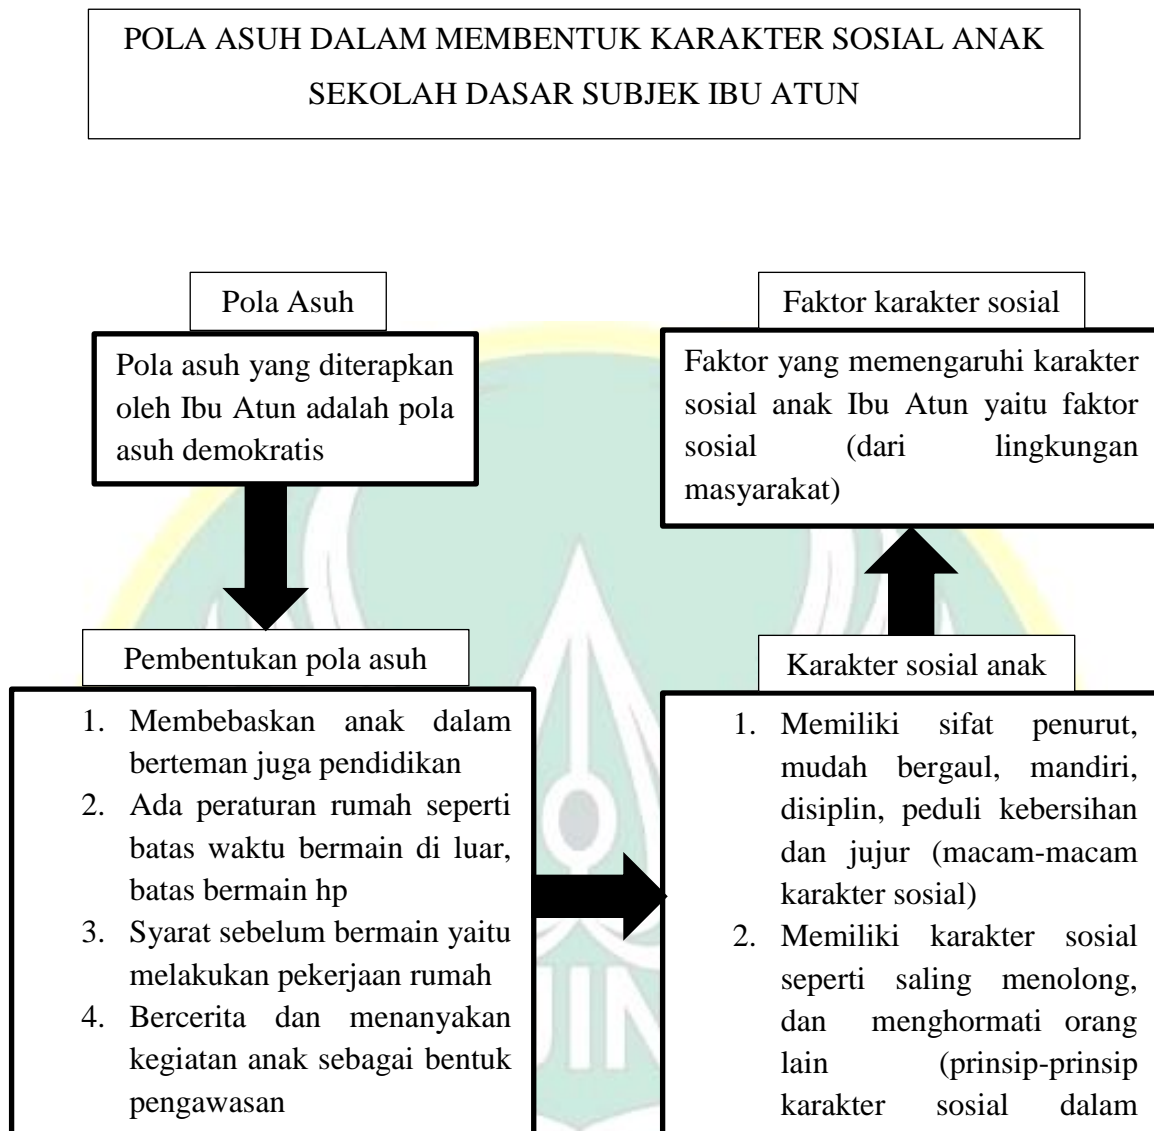 POLA ASUH DALAM MEMBENTUK KARAKTER SOSIAL ANAK
SEKOLAH DASAR SUBJEK IBU ATUN
Pola Asuh
Pola asuh yang diterapkan
oleh Ibu Atun adalah pola
asuh demokratis
Pembentukan pola asuh
1. Membebaskan anak dalam
berteman juga pendidikan
2. Ada peraturan rumah seperti
batas waktu bermain di luar,
batas bermain hp
3. Syarat sebelum bermain yaitu
melakukan pekerjaan rumah
4. Bercerita dan menanyakan
kegiatan anak sebagai bentuk
pengawasan
Faktor karakter sosial
Faktor yang memengaruhi karakter
sosial anak Ibu Atun yaitu faktor
sosial (dari lingkungan
masyarakat)
Karakter sosial anak
1. Memiliki sifat penurut,
mudah bergaul, mandiri,
disiplin, peduli kebersihan
dan jujur (macam-macam
karakter sosial)
2. Memiliki karakter sosial
seperti saling menolong,
dan menghormati orang
lain (prinsip-prinsip
karakter sosial dalam
UIN